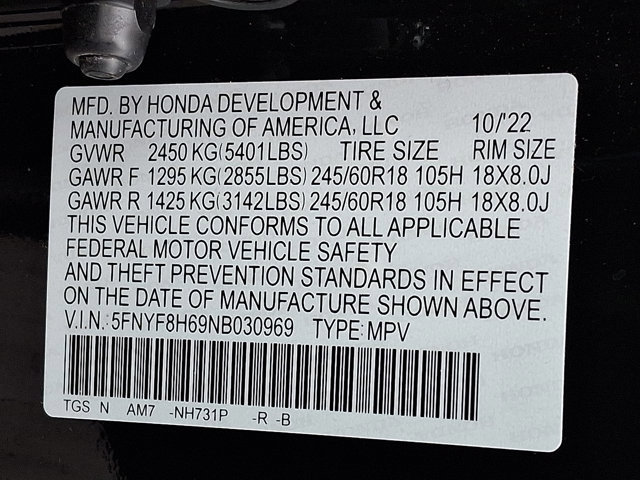 MFD. BY HONDA DEVELOPMENT &
MANUFACTURING OF AMERICA, LLC 10/'22
GVWR 2450 KG(5401LBS) TIRE SIZE RIM SIZE
GAWR F 1295 KG(2855LBS) 245/60R18 105H 18X8.0J
GAWR R 1425 KG(3142LBS) 245/60R18 105H 18X8.0J
THIS VEHICLE CONFORMS TO ALL APPLICABLE
FEDERAL MOTOR VEHICLE SAFETY
AND THEFT PREVENTION STANDARDS IN EFFECT
ON THE DATE OF MANUFACTURE SHOWN ABOVE.
V.I.N.: 5FNYF8H69NB030969 TYPE: MPV
TGS N AM7 -NH731P -R -B